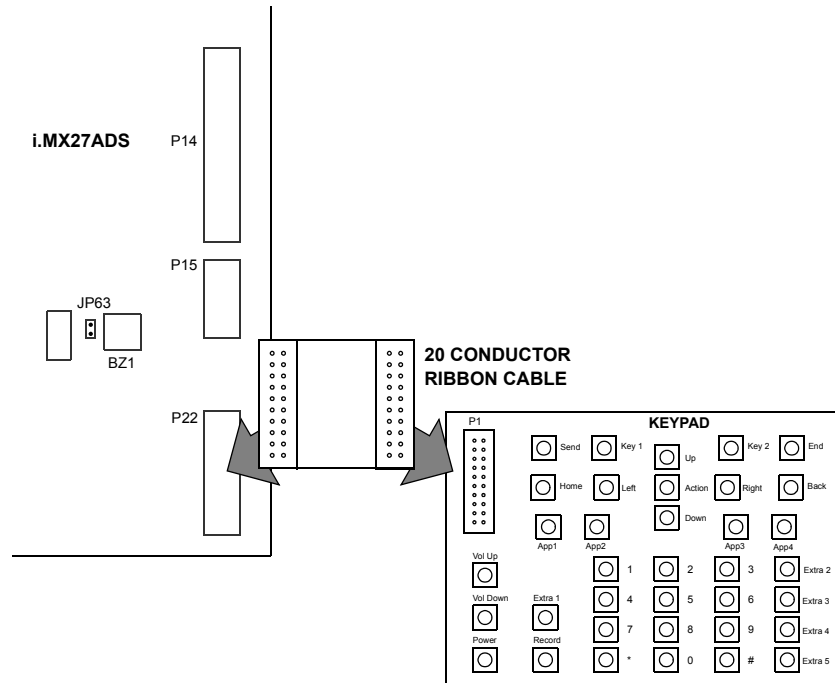 i.MX27ADS
P14
P15
JP63
BZ1
P22
20 CONDUCTOR
RIBBON CABLE
P1
KEYPAD
Send
Key 1
Up
Key 2
End
Home
Left
Action
Right
Back
Down
App1
App2
App3
App4
Vol Up
1
2
3
Extra 2
Vol Down
Extra 1
4
5
6
Extra 3
7
8
9
Extra 4
Power
Record
*
0
#
Extra 5